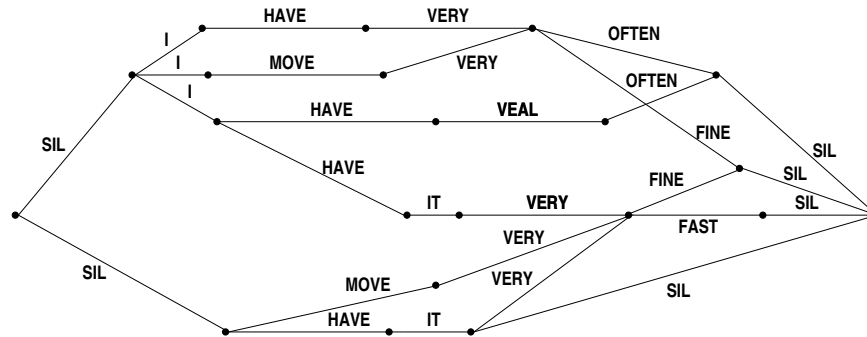 HAVE VERY
I OFTEN
I MOVE VERY
I OFTEN
HAVE VEAL
SIL HAVE FINE SIL
FINE SIL
IT VERY SIL
FAST
VERY
SIL MOVE VERY SIL
HAVE IT